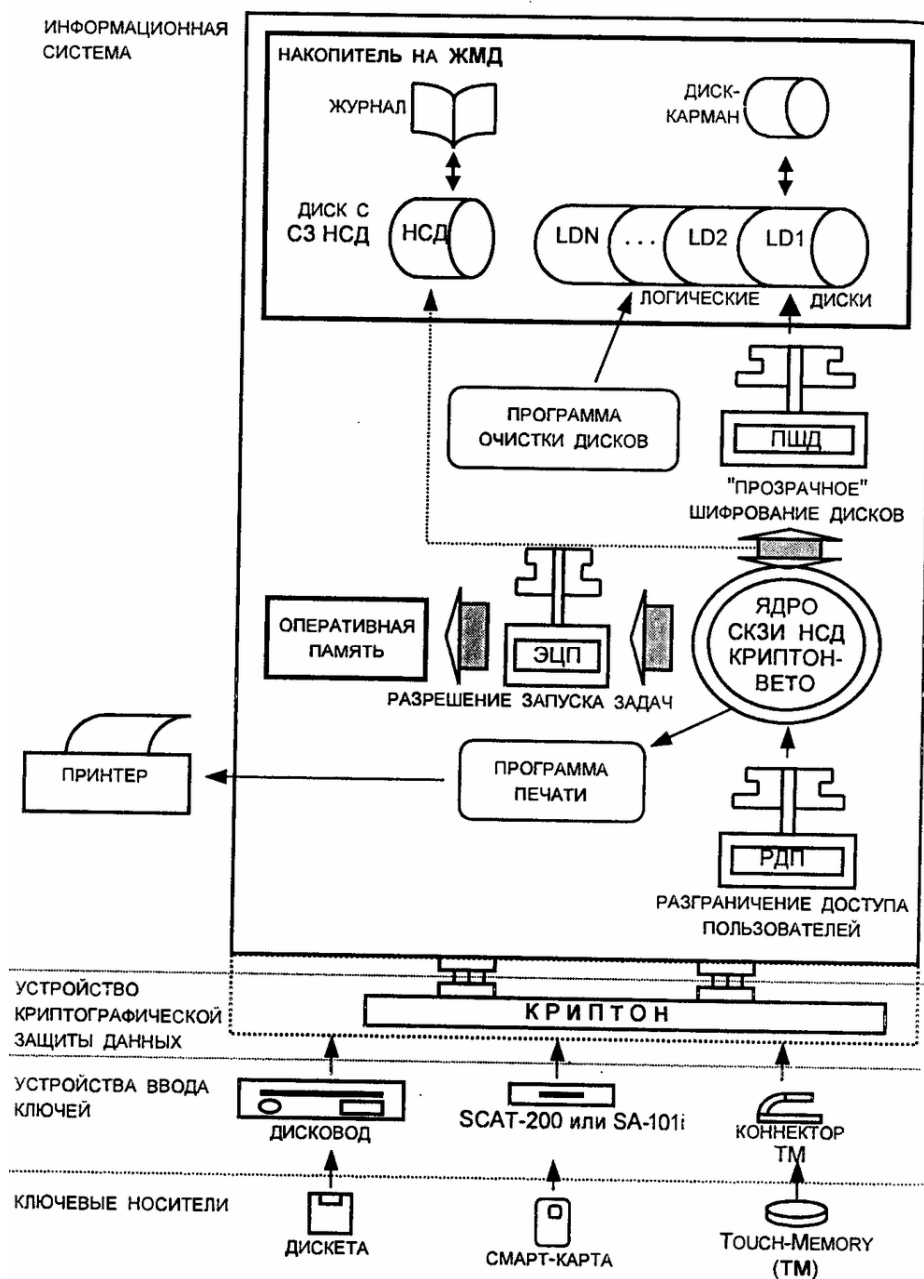 ИНФОРМАЦИОННАЯ
СИСТЕМА
НАКОПИТЕЛЬ НА ЖМД
ЖУРНАЛ
ДИСК-
КАРМАН
ДИСК С
СЗ НСД
НСД
LDN
...
LD2
LD1
ЛОГИЧЕСКИЕ
ДИСКИ
ПРОГРАММА
ОЧИСТКИ ДИСКОВ
ПШД
"ПРОЗРАЧНОЕ"
ШИФРОВАНИЕ ДИСКОВ
ОПЕРАТИВНАЯ
ПАМЯТЬ
ЭЦП
РАЗРЕШЕНИЕ ЗАПУСКА ЗАДАЧ
ЯДРО
СКЗИ НСД
КРИПТОН-
ВЕТО
ПРИНТЕР
ПРОГРАММА
ПЕЧАТИ
РДП
РАЗГРАНИЧЕНИЕ ДОСТУПА
ПОЛЬЗОВАТЕЛЕЙ
УСТРОЙСТВО
КРИПТОГРАФИЧЕСКОЙ
ЗАЩИТЫ ДАННЫХ
КРИПТОН
УСТРОЙСТВА ВВОДА
КЛЮЧЕЙ
ДИСКОВОД
SCAT-200 или SA-101i
КОННЕКТОР
ТМ
КЛЮЧЕВЫЕ НОСИТЕЛИ
ДИСКЕТА
СМАРТ-КАРТА
TOUCH-MEMORY
(ТМ)